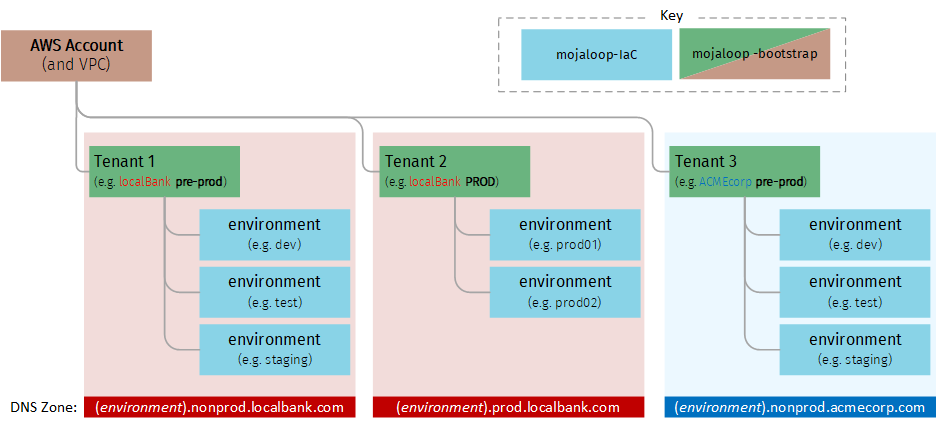 Key
AWS Account
(and VPC)
mojaloop-IaC
mojaloop -bootstrap
Tenant 1
(e.g. localBank pre-prod)
environment
(e.g. dev)
environment
(e.g. test)
environment
(e.g. staging)
Tenant 2
(e.g. localBank PROD)
environment
(e.g. prod01)
environment
(e.g. prod02)
Tenant 3
(e.g. ACMEcorp pre-prod)
environment
(e.g. dev)
environment
(e.g. test)
environment
(e.g. staging)
DNS Zone:
(environment).nonprod.localbank.com
(environment).prod.localbank.com
(environment).nonprod.acmecorp.com